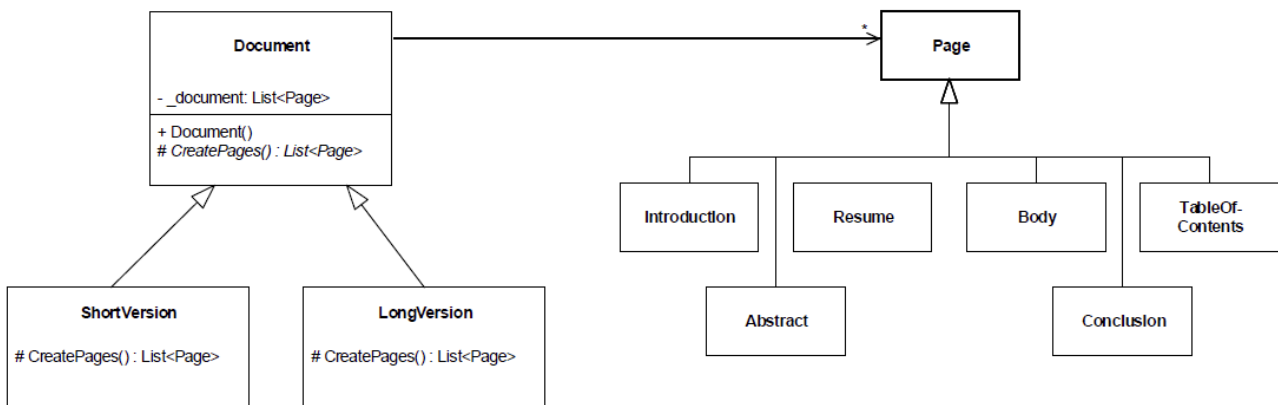 Document
- _document: List<Page>
+ Document()
# CreatePages() : List<Page>
*
Page
Introduction
Resume
Body
TableOf-
Contents
Abstract
Conclusion
ShortVersion
# CreatePages() : List<Page>
LongVersion
# CreatePages() : List<Page>